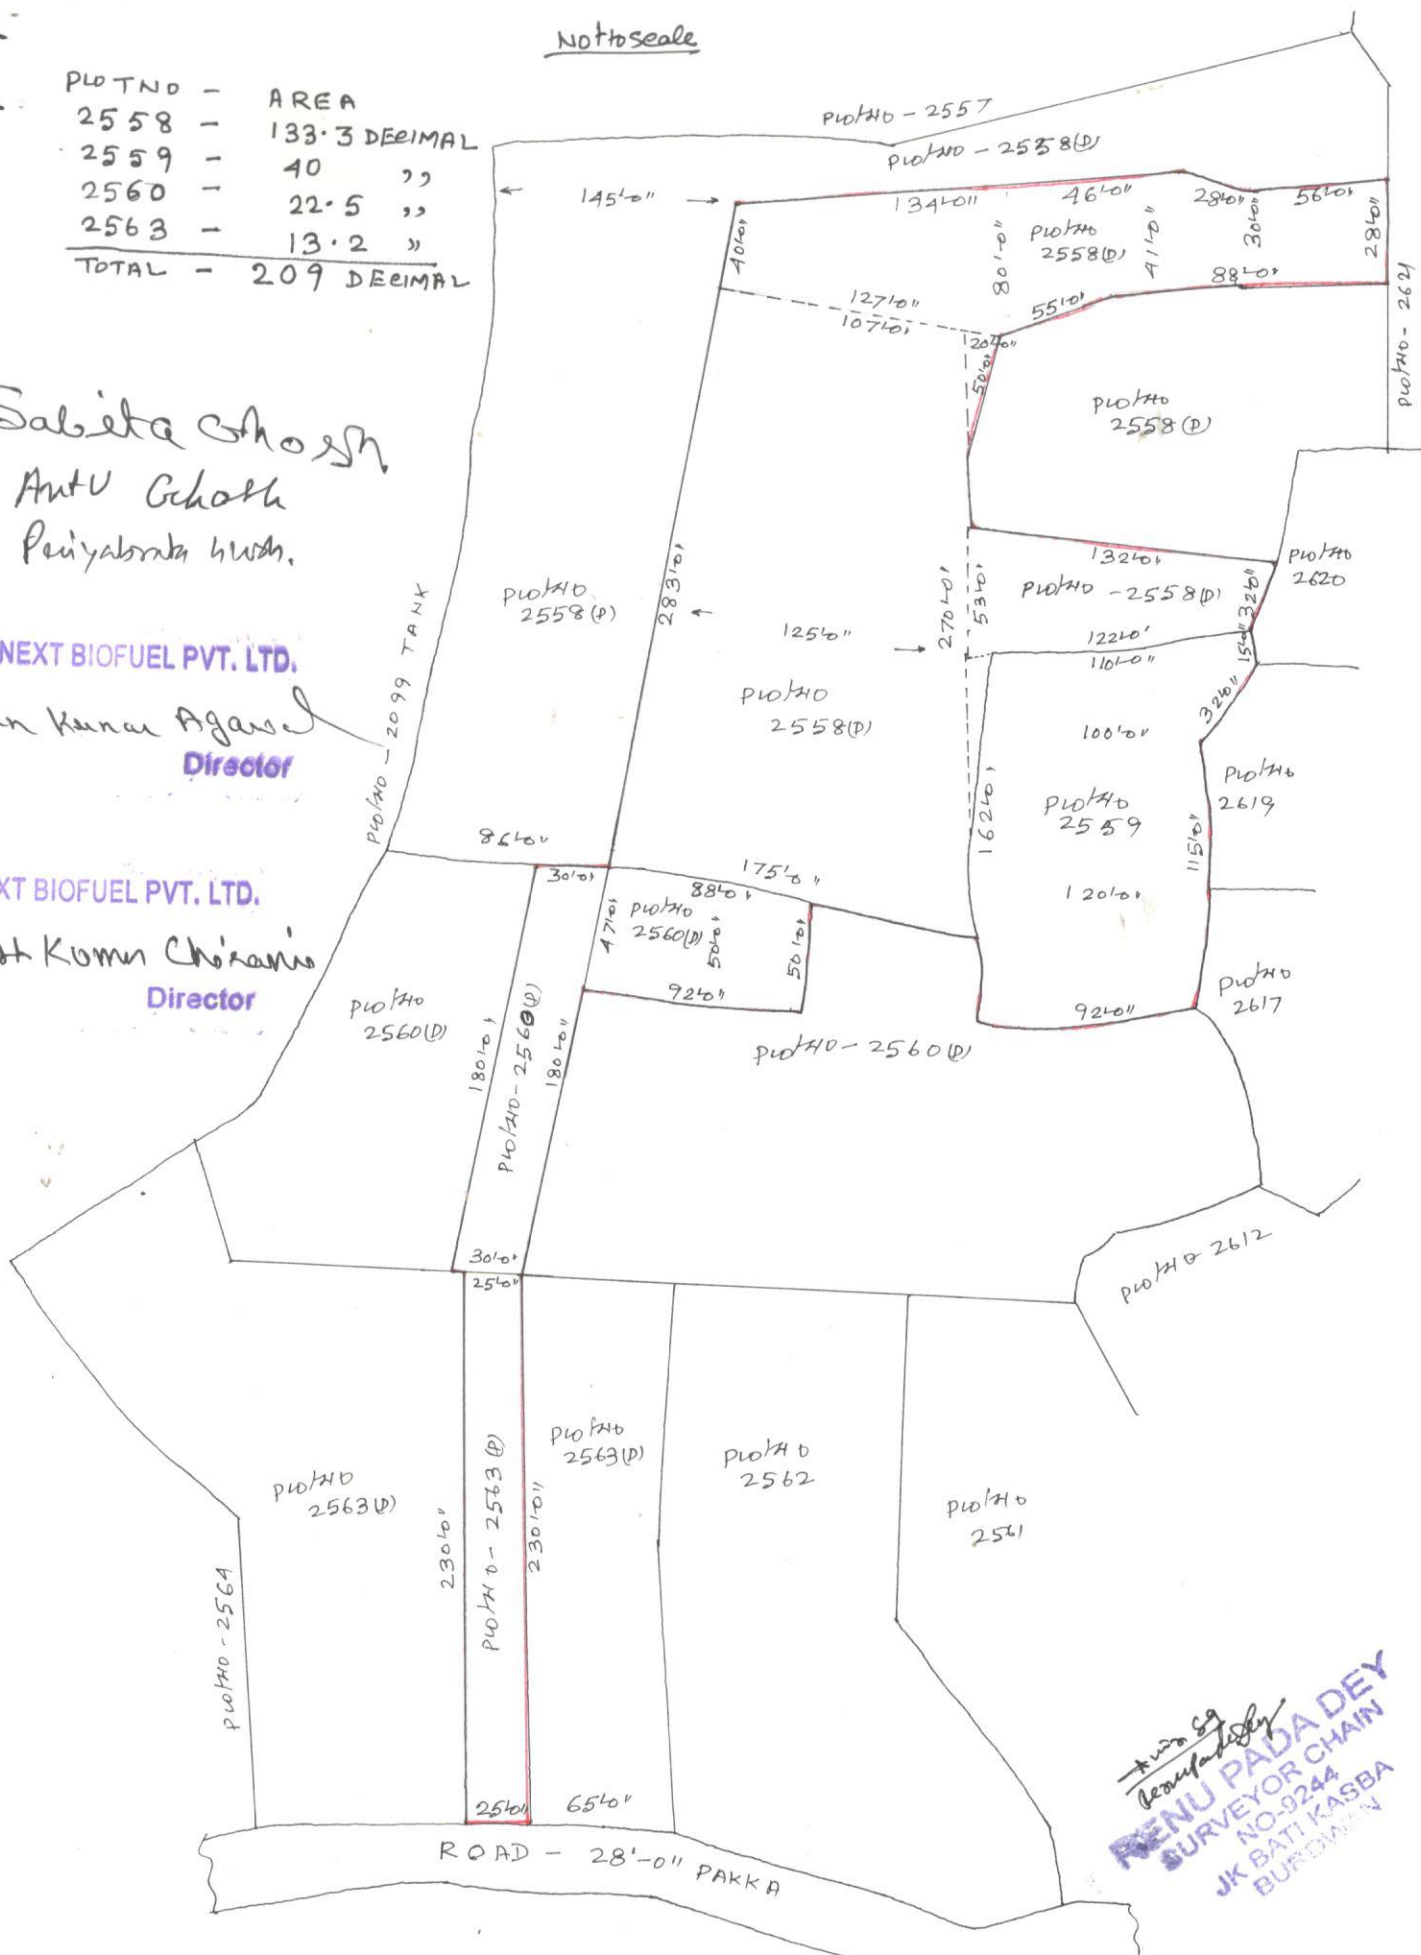 Not to scale
PLOT NO - AREA
2558 - 133.3 DECIMAL
2559 - 40 ,,
2560 - 22.5 ,,
2563 - 13.2 ,,
TOTAL - 209 DECIMAL
Plot no - 2557
Plot no - 2558(P)
145'-0"
134'-0"
46'-0"
28'-0"
56'-0"
40'-0"
80'-0"
Plot no
2558(P)
41'-0"
30'-0"
28'-0"
88'-0"
Plot no - 2621
127'-0"
107'-0"
55'-0"
20'-0"
50'-0"
Plot no
2558(P)
Sabita Ghosh
Antu Ghosh
NEXT BIOFUEL PVT. LTD.
Kumar Agarwal
Director
Plot no - 2099 TANK
Plot no
2558(P)
283'-0"
125'-0"
270'-0"
53'-0"
132'-0"
Plot no - 2558(P)
32'-0"
Plot no
2620
122'-0"
110'-0"
15'-0"
32'-0"
Plot no
2558(P)
100'-0"
Plot no
2559
162'-0"
115'-0"
Plot no
2619
120'-0"
86'-0"
30'-0"
175'-0"
88'-0"
XT BIOFUEL PVT. LTD.
Kumar
Director
47'-0"
Plot no
2560(P)
50'-0"
50'-0"
92'-0"
92'-0"
Plot no
2617
Plot no
2560(P)
180'-0"
Plot no - 2560(P)
180'-0"
Plot no - 2560(P)
30'-0"
25'-0"
Plot no 2612
Plot no
2563(P)
230'-0"
Plot no - 2563(P)
230'-0"
Plot no
2563(P)
Plot no
2562
Plot no
2561
Plot no - 2564
25'-0"
65'-0"
ROAD - 28'-0" PAKKA
RENU PADA DEY
SURVEYOR CHAIN
NO-9244
JK BATI KASBA
BURDWAN